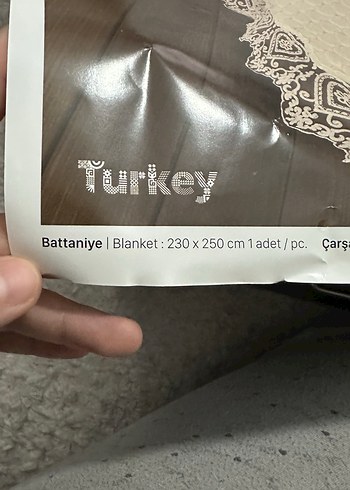 Turkey
Battaniye | Blanket : 230 x 250 cm 1 adet / pc.